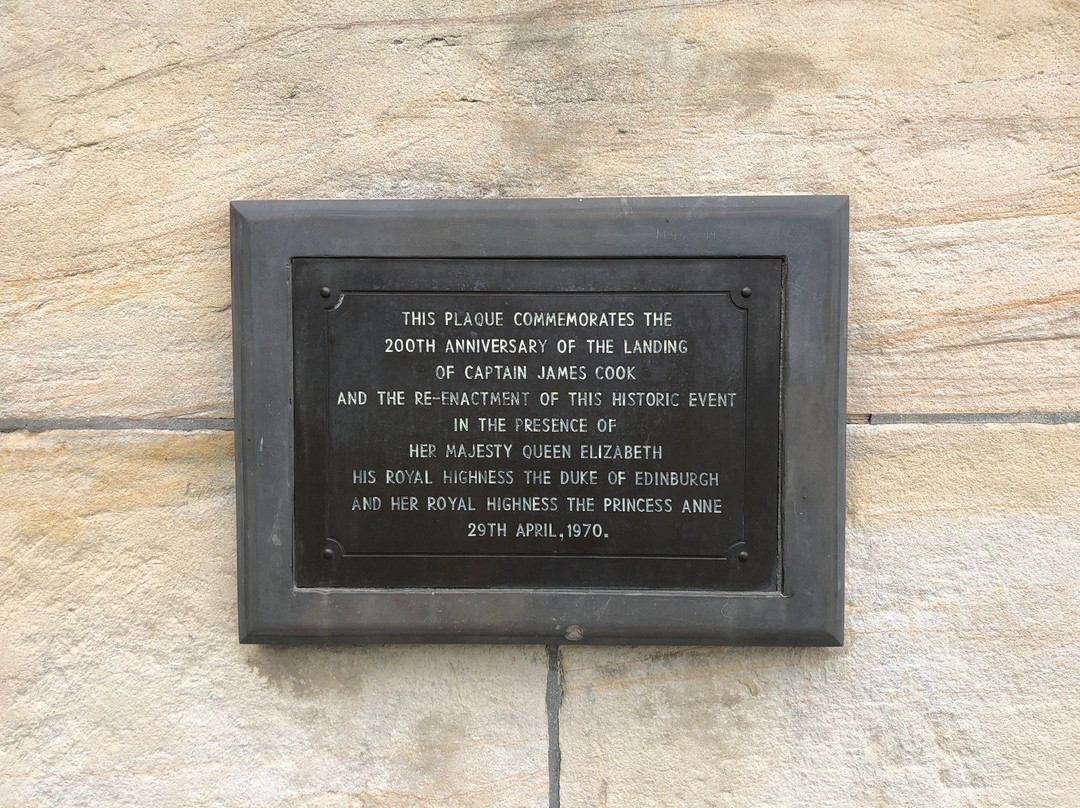 THIS PLAQUE COMMEMORATES THE
200TH ANNIVERSARY OF THE LANDING
OF CAPTAIN JAMES COOK
AND THE RE-ENACTMENT OF THIS HISTORIC EVENT
IN THE PRESENCE OF
HER MAJESTY QUEEN ELIZABETH
HIS ROYAL HIGHNESS THE DUKE OF EDINBURGH
AND HER ROYAL HIGHNESS THE PRINCESS ANNE
29TH APRIL, 1970.